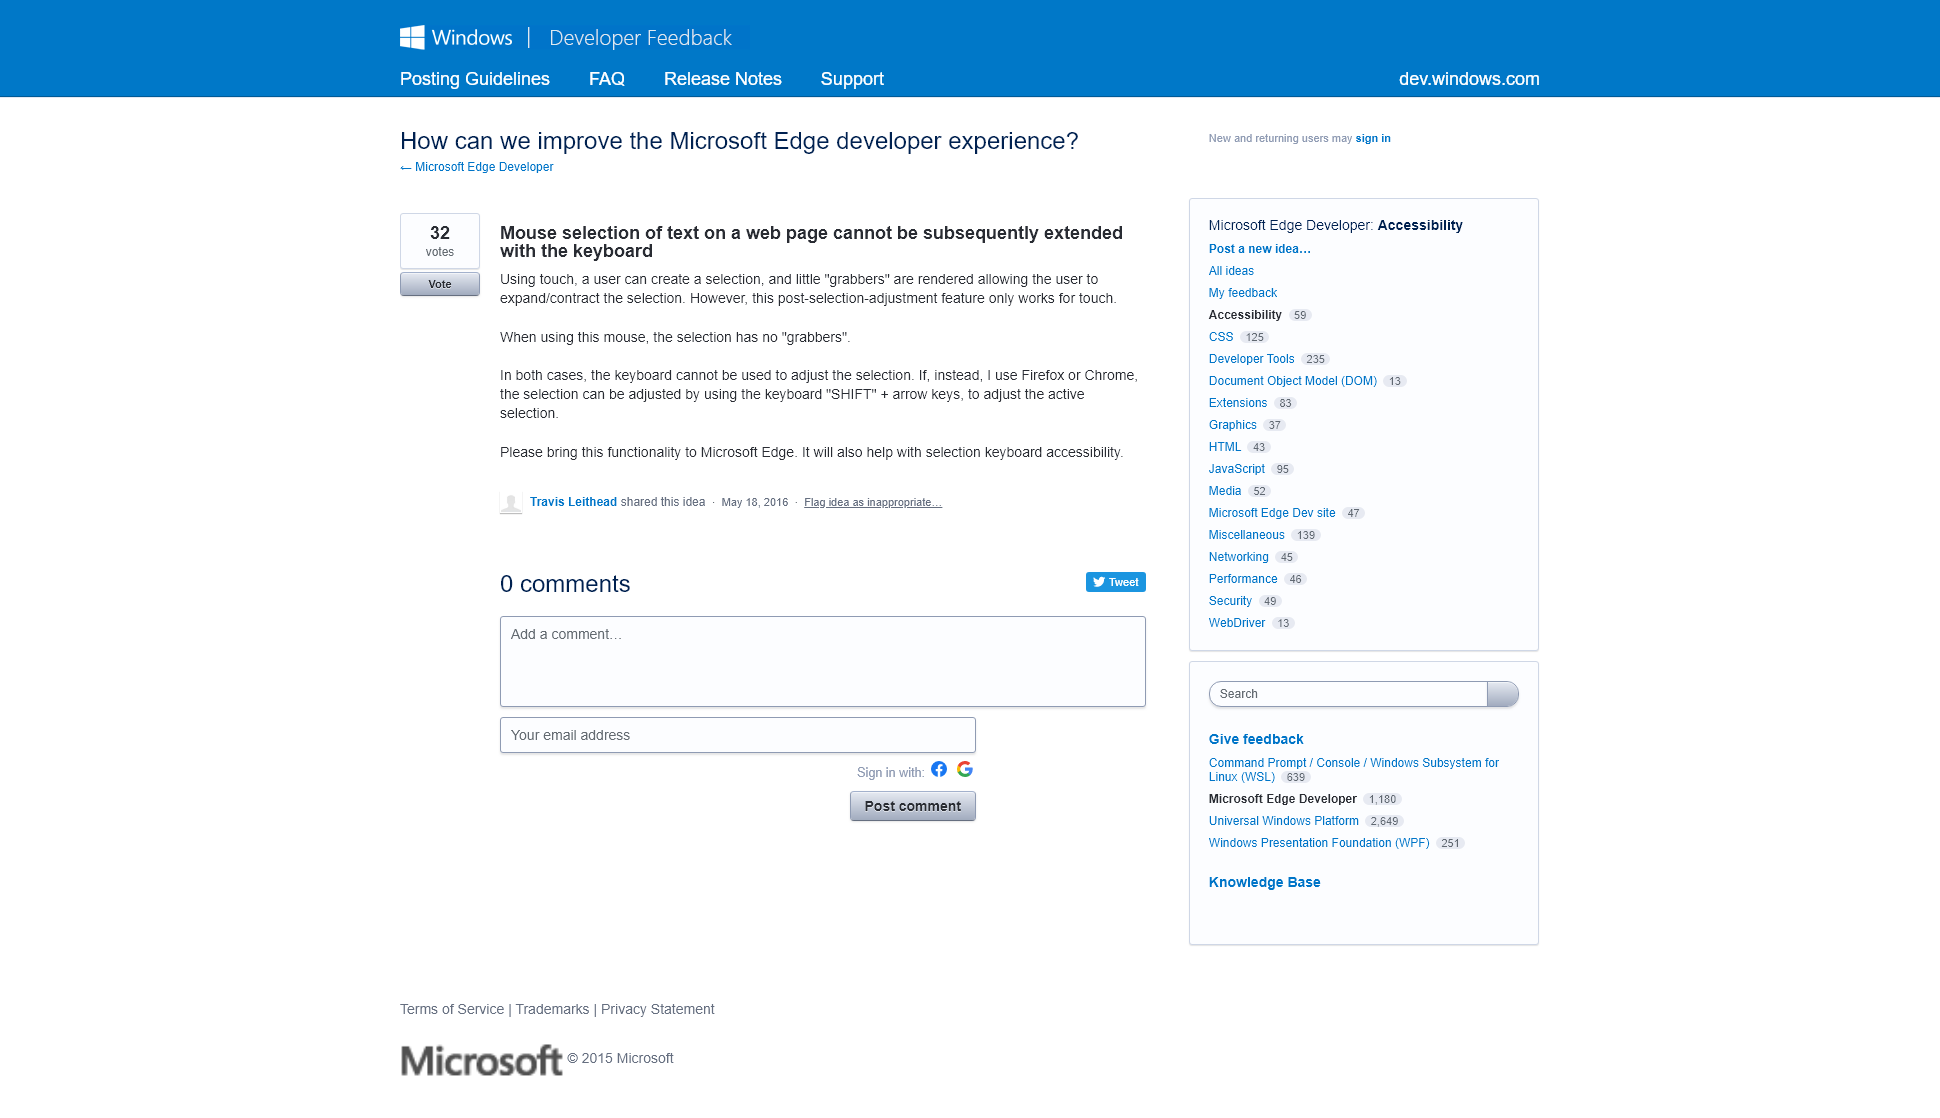 Windows | Developer Feedback
Posting Guidelines FAQ Release Notes Support dev.windows.com
How can we improve the Microsoft Edge developer experience?
← Microsoft Edge Developer
New and returning users may sign in
32
votes
Vote
Mouse selection of text on a web page cannot be subsequently extended
with the keyboard
Using touch, a user can create a selection, and little "grabbers" are rendered allowing the user to
expand/contract the selection. However, this post-selection-adjustment feature only works for touch.
When using this mouse, the selection has no "grabbers".
In both cases, the keyboard cannot be used to adjust the selection. If, instead, I use Firefox or Chrome,
the selection can be adjusted by using the keyboard "SHIFT" + arrow keys, to adjust the active
selection.
Please bring this functionality to Microsoft Edge. It will also help with selection keyboard accessibility.
Travis Leithead shared this idea · May 18, 2016 · Flag idea as inappropriate…
0 comments
Tweet
Add a comment…
Your email address
Sign in with:
Post comment
Microsoft Edge Developer: Accessibility
Post a new idea…
All ideas
My feedback
Accessibility 59
CSS 125
Developer Tools 235
Document Object Model (DOM) 13
Extensions 83
Graphics 37
HTML 43
JavaScript 95
Media 52
Microsoft Edge Dev site 47
Miscellaneous 139
Networking 45
Performance 46
Security 49
WebDriver 13
Search
Give feedback
Command Prompt / Console / Windows Subsystem for
Linux (WSL) 639
Microsoft Edge Developer 1,180
Universal Windows Platform 2,649
Windows Presentation Foundation (WPF) 251
Knowledge Base
Terms of Service | Trademarks | Privacy Statement
Microsoft © 2015 Microsoft